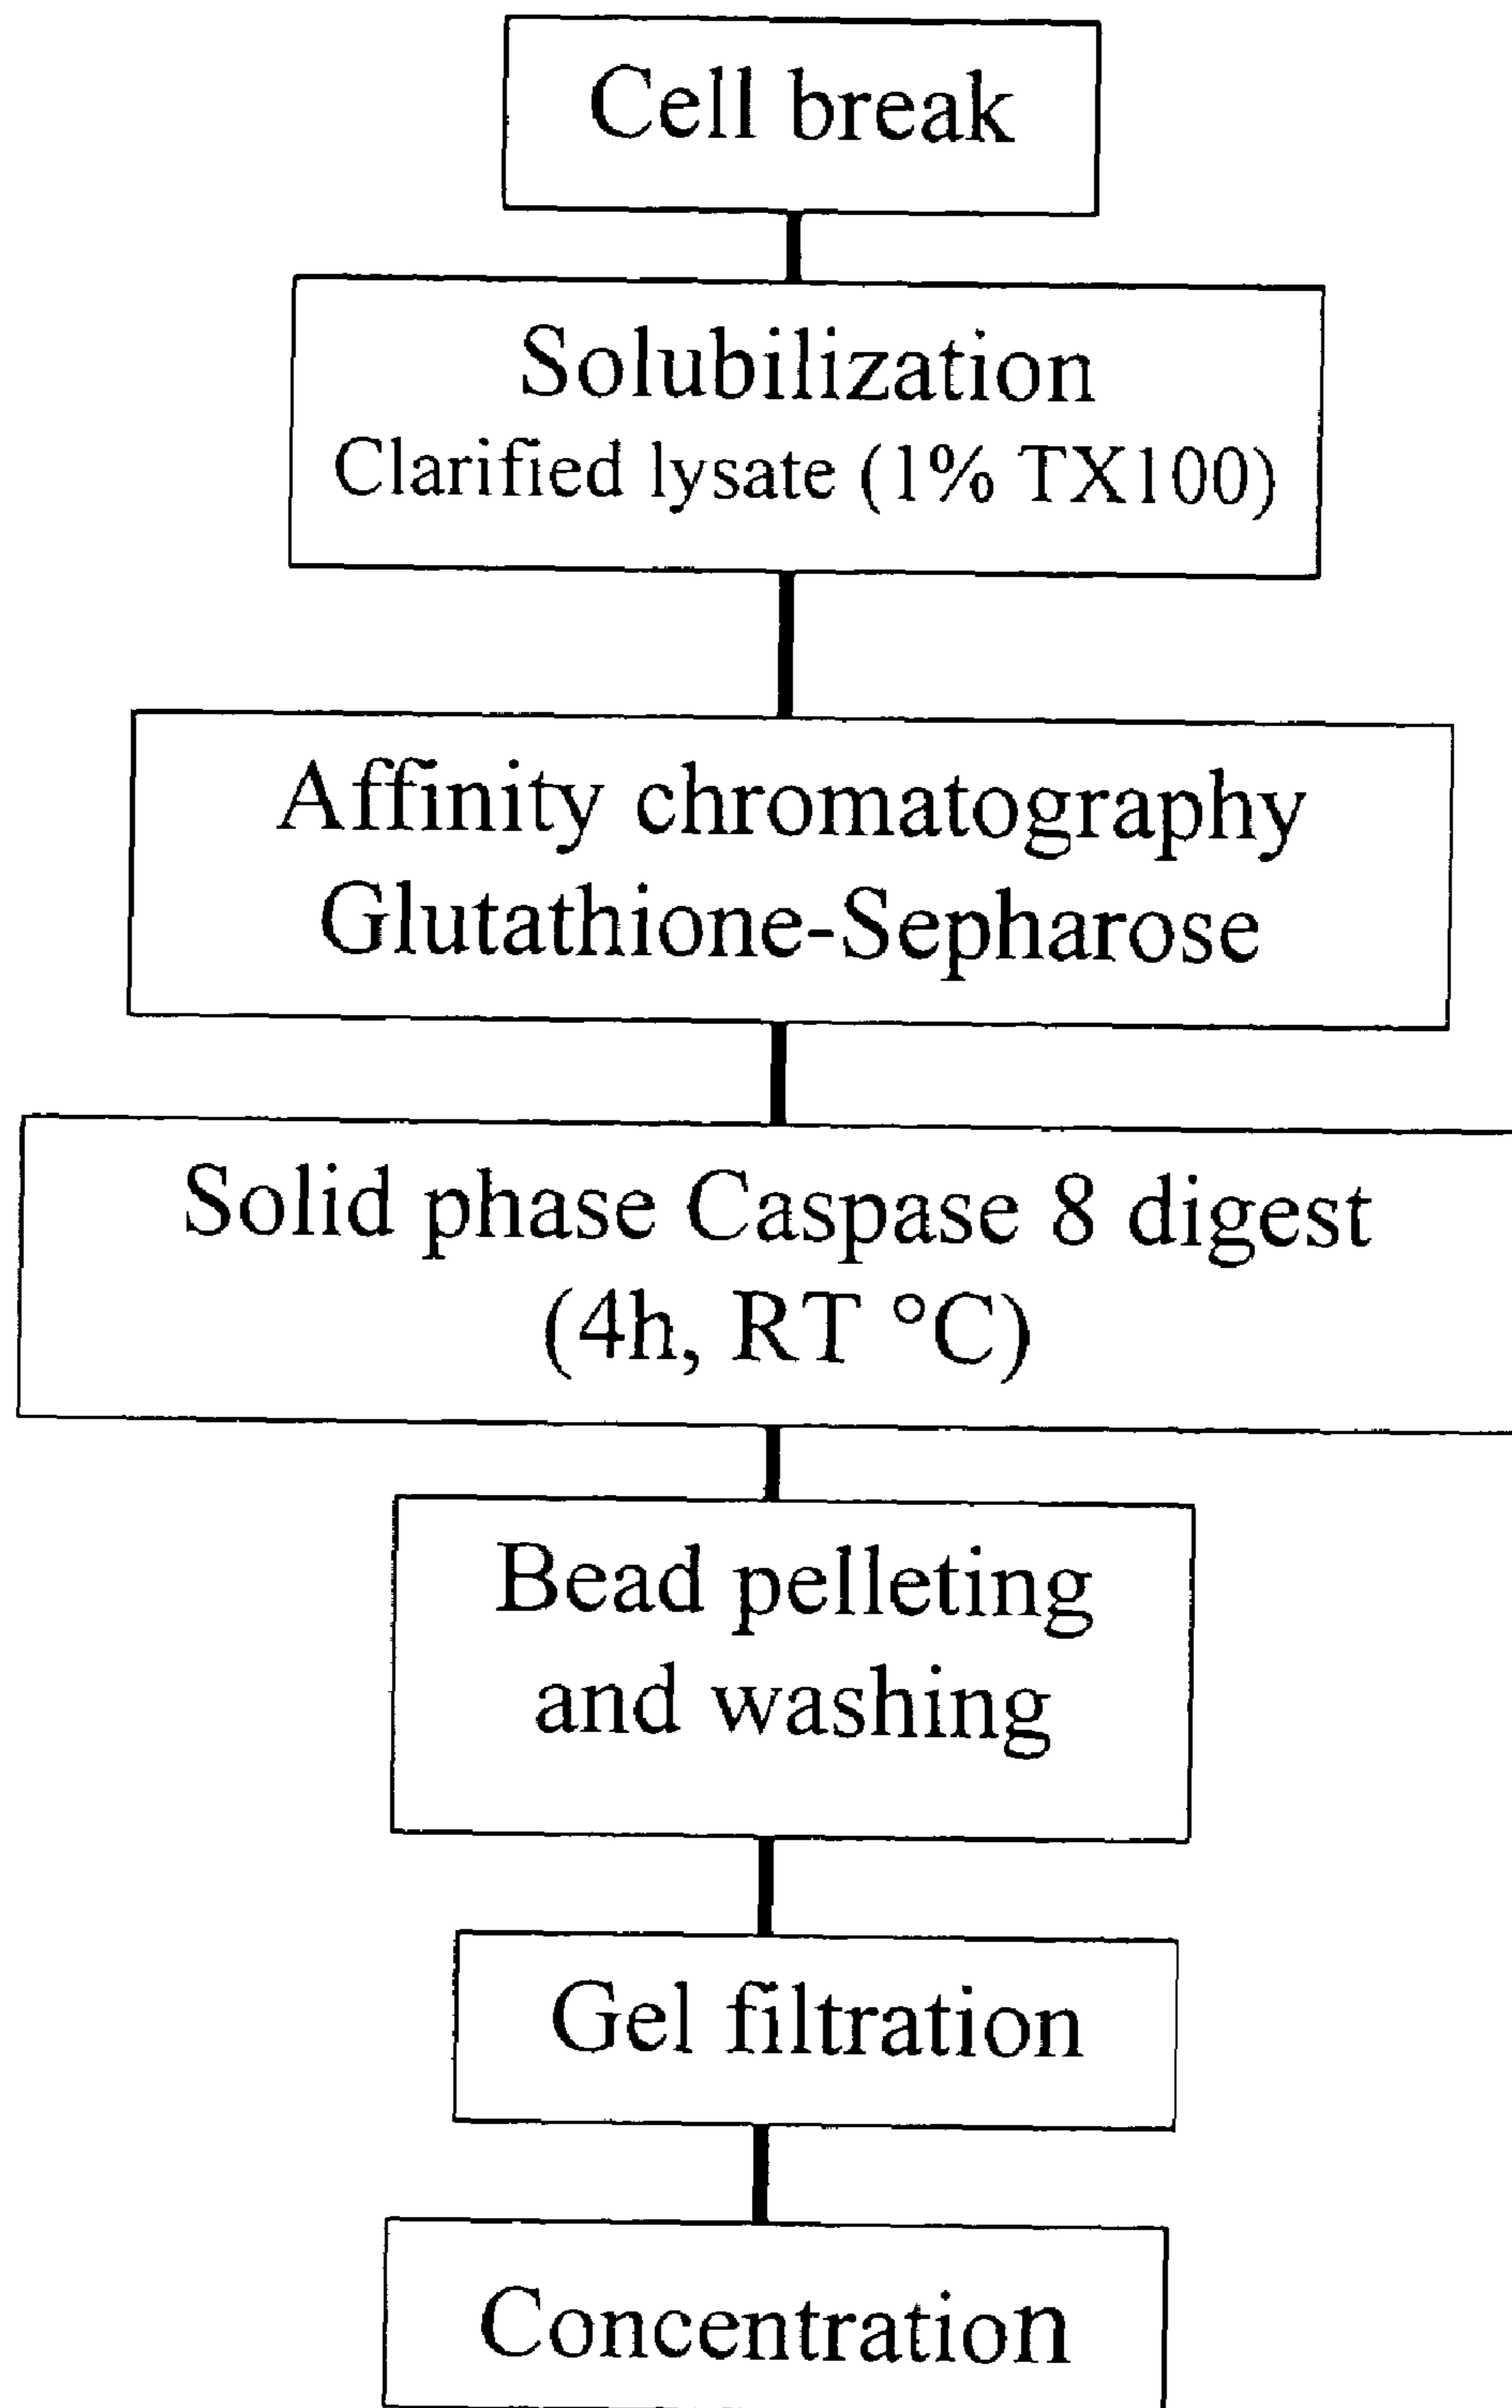 Cell break
Solubilization
Clarified lysate (1% TX100)
Affinity chromatography
Glutathione-Sepharose
Solid phase Caspase 8 digest
(4h, RT °C)
Bead pelleting
and washing
Gel filtration
Concentration